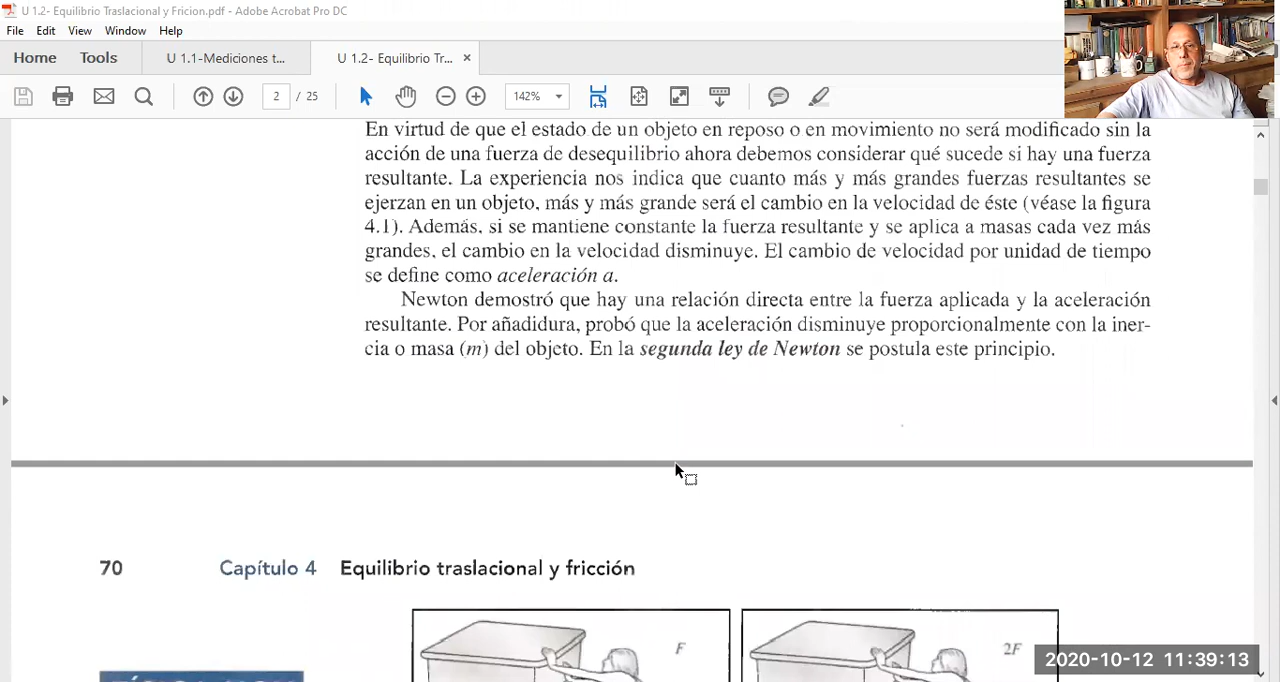 U 1.2- Equilibrio Traslacional y Fricion.pdf - Adobe Acrobat Pro DC
File Edit View Window Help
Home Tools U 1.1-Mediciones t... U 1.2- Equilibrio Tr... ×
2 / 25 142%
En virtud de que el estado de un objeto en reposo o en movimiento no será modificado sin la
acción de una fuerza de desequilibrio ahora debemos considerar qué sucede si hay una fuerza
resultante. La experiencia nos indica que cuanto más y más grandes fuerzas resultantes se
ejerzan en un objeto, más y más grande será el cambio en la velocidad de éste (véase la figura
4.1). Además, si se mantiene constante la fuerza resultante y se aplica a masas cada vez más
grandes, el cambio en la velocidad disminuye. El cambio de velocidad por unidad de tiempo
se define como aceleración a.
Newton demostró que hay una relación directa entre la fuerza aplicada y la aceleración
resultante. Por añadidura, probó que la aceleración disminuye proporcionalmente con la iner-
cia o masa (m) del objeto. En la segunda ley de Newton se postula este principio.
70 Capítulo 4 Equilibrio traslacional y fricción
F 2F
2020-10-12 11:39:13